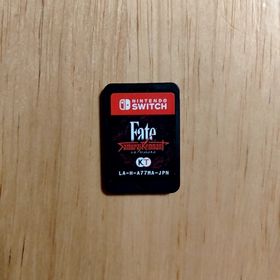 NINTENDO
SWITCH
Fate
Samurai Remnant
KT
LA-H-A77MA-JPN